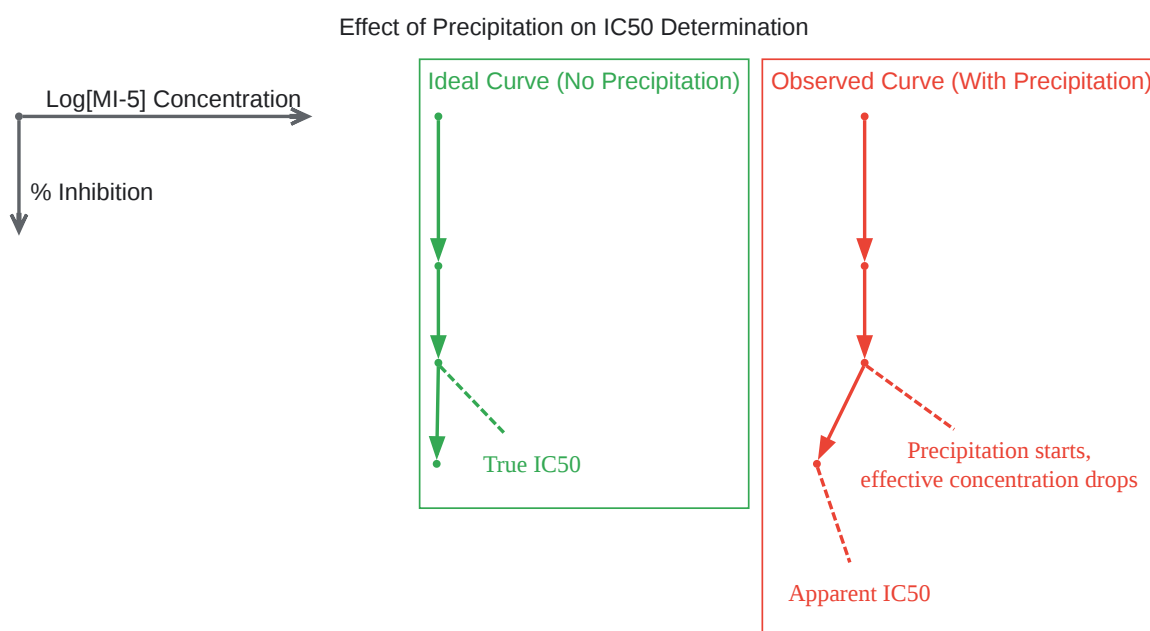 Effect of Precipitation on IC50 Determination
Log[MI-5] Concentration
% Inhibition
Ideal Curve (No Precipitation)
True IC50
Observed Curve (With Precipitation)
Precipitation starts,
effective concentration drops
Apparent IC50